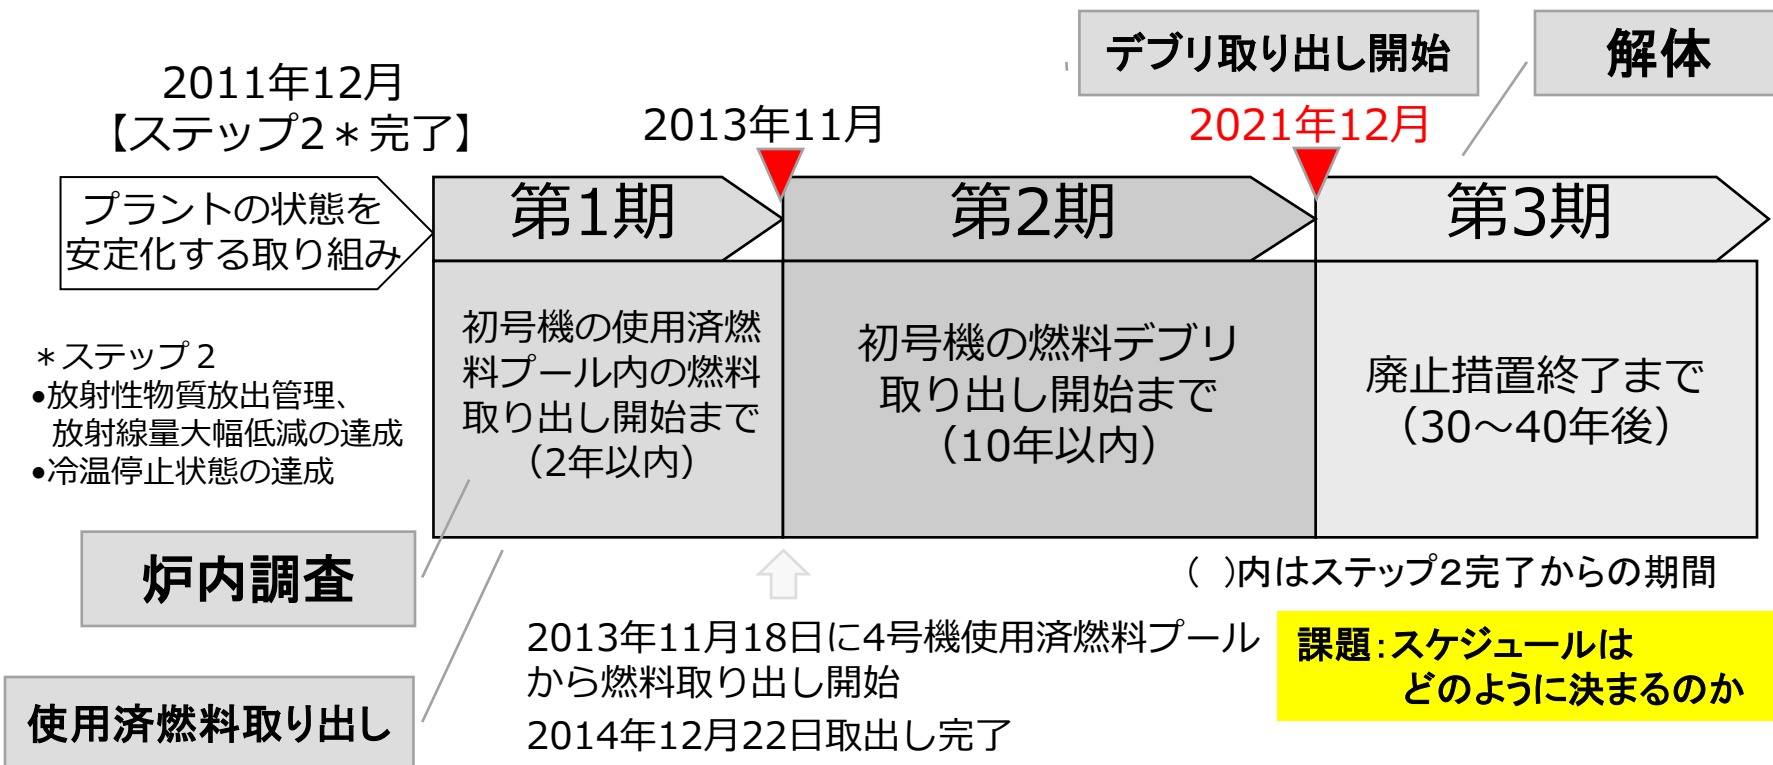 デブリ取り出し開始
解体
2011年12月
【ステップ2＊完了】
2013年11月
2021年12月
プラントの状態を
安定化する取り組み
第1期
第2期
第3期
初号機の使用済燃
料プール内の燃料
取り出し開始まで
（2年以内）
初号機の燃料デブリ
取り出し開始まで
（10年以内）
廃止措置終了まで
（30～40年後）
＊ステップ２
●放射性物質放出管理、
放射線量大幅低減の達成
●冷温停止状態の達成
炉内調査
使用済燃料取り出し
（ ）内はステップ２完了からの期間
2013年11月18日に4号機使用済燃料プール
から燃料取り出し開始
2014年12月22日取出し完了
課題：スケジュールは
どのように決まるのか